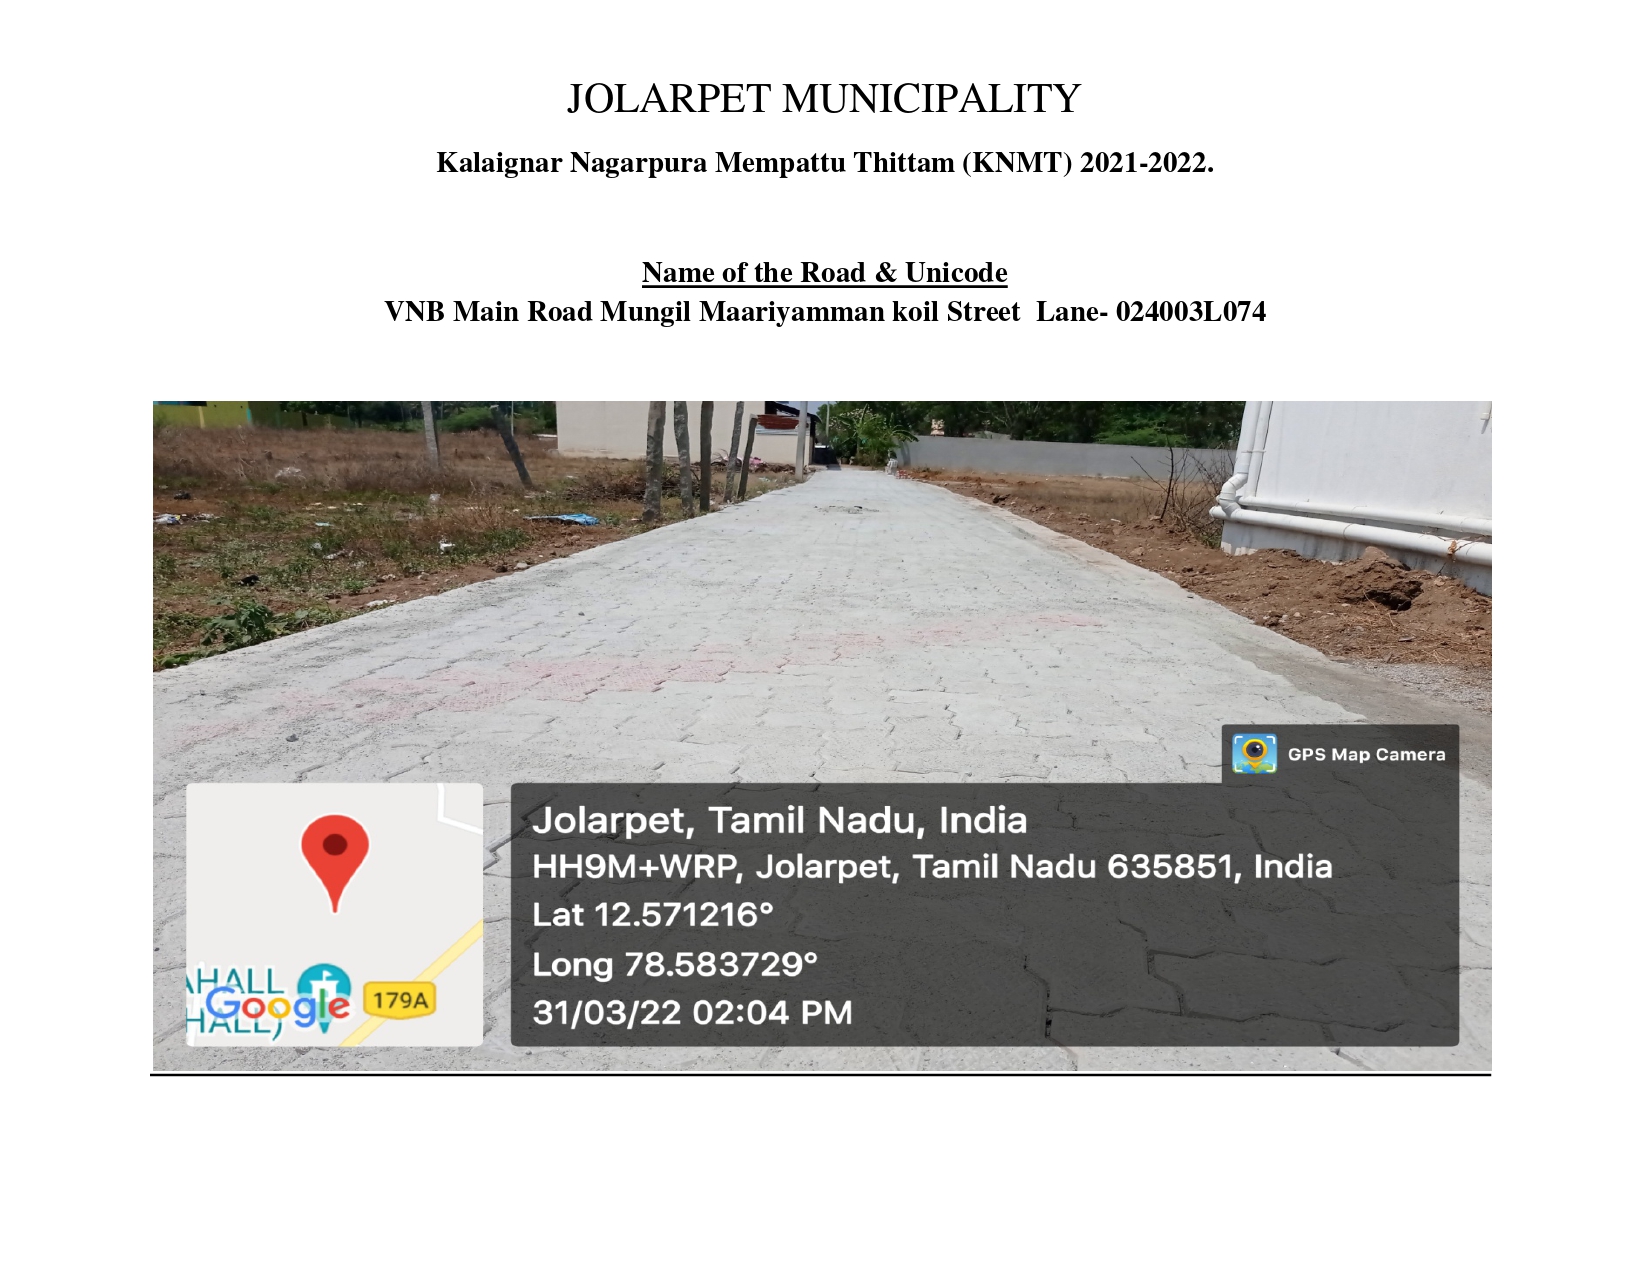 JOLARPET MUNICIPALITY
Kalaignar Nagarpura Mempattu Thittam (KNMT) 2021-2022.
Name of the Road & Unicode
VNB Main Road Mungil Maariyamman koil Street Lane- 024003L074
GPS Map Camera
Jolarpet, Tamil Nadu, India
HH9M+WRP, Jolarpet, Tamil Nadu 635851, India
Lat 12.571216°
Long 78.583729°
31/03/22 02:04 PM
AHALL
Google
179A
HALL)